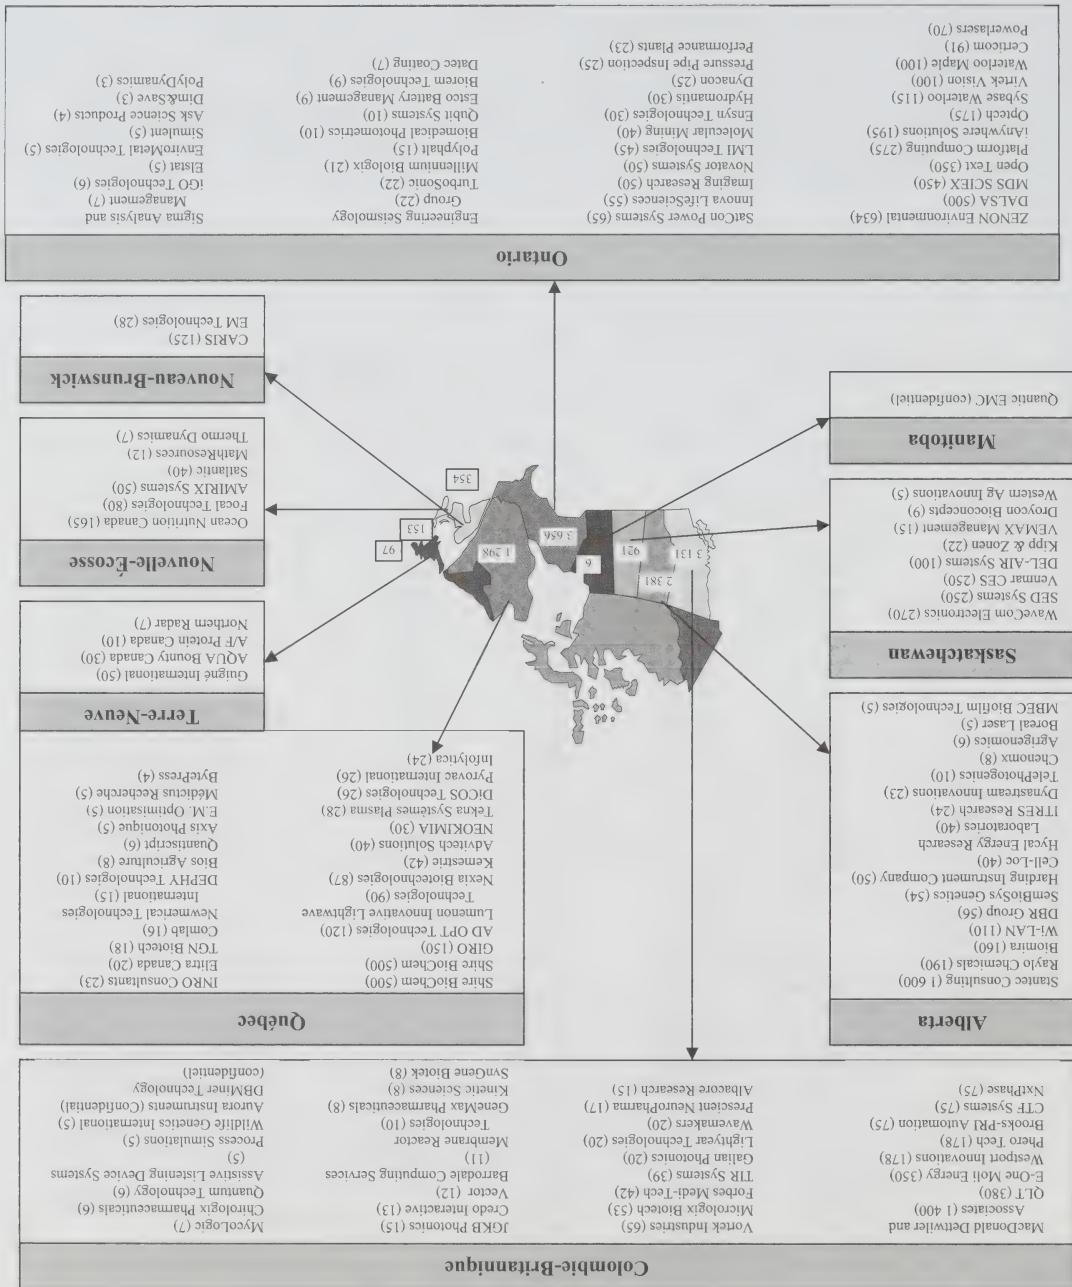 Colombie-Britannique
MacDonald Dettwiler and
Associates (1 400)
QLT (380)
E-One Moli Energy (350)
Westport Innovations (178)
Phero Tech (178)
Brooks-PRI Automation (75)
CTF Systems (75)
NxtPhase (75)
Vortek Industries (65)
Micrologix Biotech (53)
Forbes Medi-Tech (42)
TIR Systems (39)
Galian Photonics (20)
Lightyear Technologies (20)
Wavemakers (20)
Prescient NeuroPharma (17)
Albacore Research (15)
JGKB Photonics (15)
Credo Interactive (13)
Vector (12)
Barrodale Computing Services
(11)
Membrane Reactor
Technologies (10)
GeneMax Pharmaceuticals (8)
Kinetic Sciences (8)
SynGene Biotek (8)
MycoLogic (7)
Chirologix Pharmaceuticals (6)
Quantum Technology (6)
Assistive Listening Device Systems
(5)
Process Simulations (5)
Wildlife Genetics International (5)
Aurora Instruments (Confidential)
DBMiner Technology
(confidentiel)
Alberta
Stantec Consulting (1 600)
Raylo Chemicals (190)
Biomira (160)
Wi-LAN (110)
DBR Group (56)
SemBioSys Genetics (54)
Harding Instrument Company (50)
Cell-Loc (40)
Hycal Energy Research
Laboratories (40)
ITRES Research (24)
Dynastream Innovations (23)
TelePhotogenics (10)
Chenomx (8)
Agrigenomics (6)
Boreal Laser (5)
MBEC Biofilm Technologies (5)
Québec
Shire BioChem (500)
Shire BioChem (500)
GIRO (150)
AD OPT Technologies (120)
Lumenon Innovative Lightwave
Technologies (90)
Nexia Biotechnologies (87)
Kemestrie (42)
Advitech Solutions (40)
NEOKIMIA (30)
Tekna Systèmes Plasma (28)
DiCOS Technologies (26)
Pyrovac International (26)
Infolytica (24)
INRO Consultants (23)
Elitra Canada (20)
TGN Biotech (18)
Comlab (16)
Newmerical Technologies
International (15)
DEPHY Technologies (10)
Bios Agriculture (8)
Quantiscript (6)
Axis Photonique (5)
E.M. Optimisation (5)
Médictus Recherche (5)
BytePress (4)
Saskatchewan
WaveCom Electronics (270)
SED Systems (250)
Venmar CES (250)
DEL-AIR Systems (100)
Kipp & Zonen (22)
VEMAX Management (15)
Droycon Bioconcepts (9)
Western Ag Innovations (5)
Terre-Neuve
Guigné International (50)
AQUA Bounty Canada (30)
A/F Protein Canada (10)
Northern Radar (7)
2 381
3 131
921
6
3 656
1 298
97
153
354
Manitoba
Quantic EMC (confidentiel)
Nouvelle-Écosse
Ocean Nutrition Canada (165)
Focal Technologies (80)
AMIRIX Systems (50)
Satlantic (40)
MathResources (12)
Thermo Dynamics (7)
Nouveau-Brunswick
CARIS (125)
EM Technologies (28)
Ontario
ZENON Environmental (634)
DALSA (500)
MDS SCIEX (450)
Open Text (350)
Platform Computing (275)
iAnyWhere Solutions (195)
Optech (175)
Sybase Waterloo (115)
Virtek Vision (100)
Waterloo Maple (100)
Certicom (91)
Powerlasers (70)
SatCon Power Systems (65)
Innova LifeSciences (55)
Imaging Research (50)
Novator Systems (50)
LMI Technologies (45)
Molecular Mining (40)
Ensyn Technologies (30)
Hydromantis (30)
Dynacon (25)
Pressure Pipe Inspection (25)
Performance Plants (23)
Engineering Seismology
Group (22)
TurboSonic (22)
Millennium Biologix (21)
Polyphalt (15)
Biomedical Photometrics (10)
Qubit Systems (10)
Estco Battery Management (9)
Biorem Technologies (9)
Datec Coating (7)
Sigma Analysis and
Management (7)
iGO Technologies (6)
Elstat (5)
EnviroMetal Technologies (5)
Simulent (5)
Ask Science Products (4)
Dim&Save (3)
PolyDynamics (3)